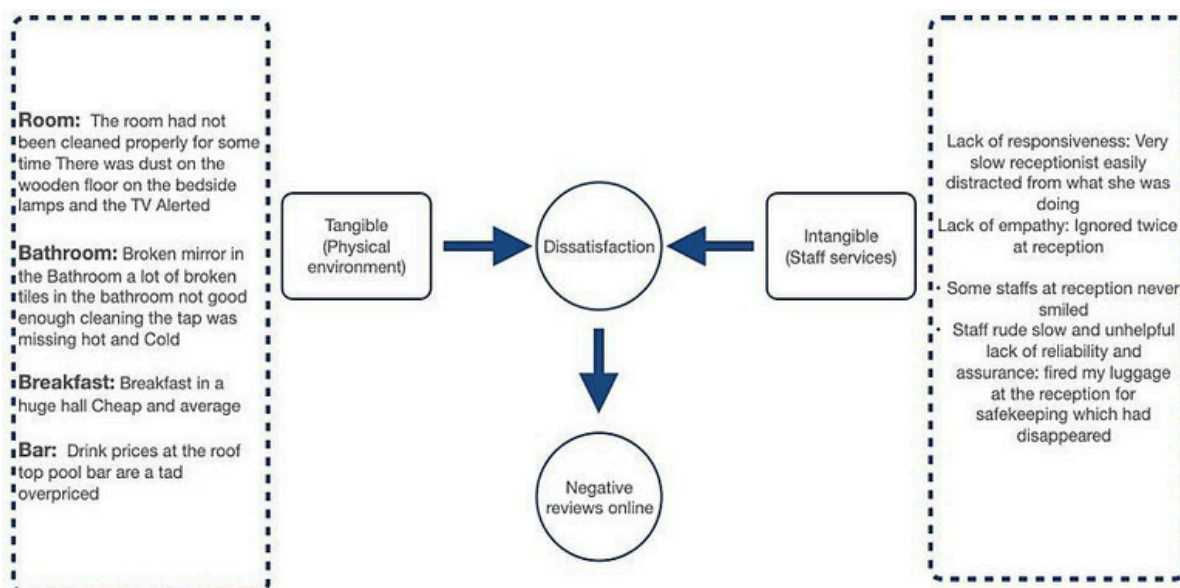 Room: The room had not
been cleaned properly for some
time There was dust on the
wooden floor on the bedside
lamps and the TV Alerted
Bathroom: Broken mirror in
the Bathroom a lot of broken
tiles in the bathroom not good
enough cleaning the tap was
missing hot and Cold
Breakfast: Breakfast in a
huge hall Cheap and average
Bar: Drink prices at the roof
top pool bar are a tad
overpriced
Tangible
(Physical
environment)
Dissatisfaction
Negative
reviews online
Intangible
(Staff services)
Lack of responsiveness: Very
slow receptionist easily
distracted from what she was
doing
Lack of empathy: Ignored twice
at reception
• Some staffs at reception never
smiled
• Staff rude slow and unhelpful
lack of reliability and
assurance: fired my luggage
at the reception for
safekeeping which had
disappeared